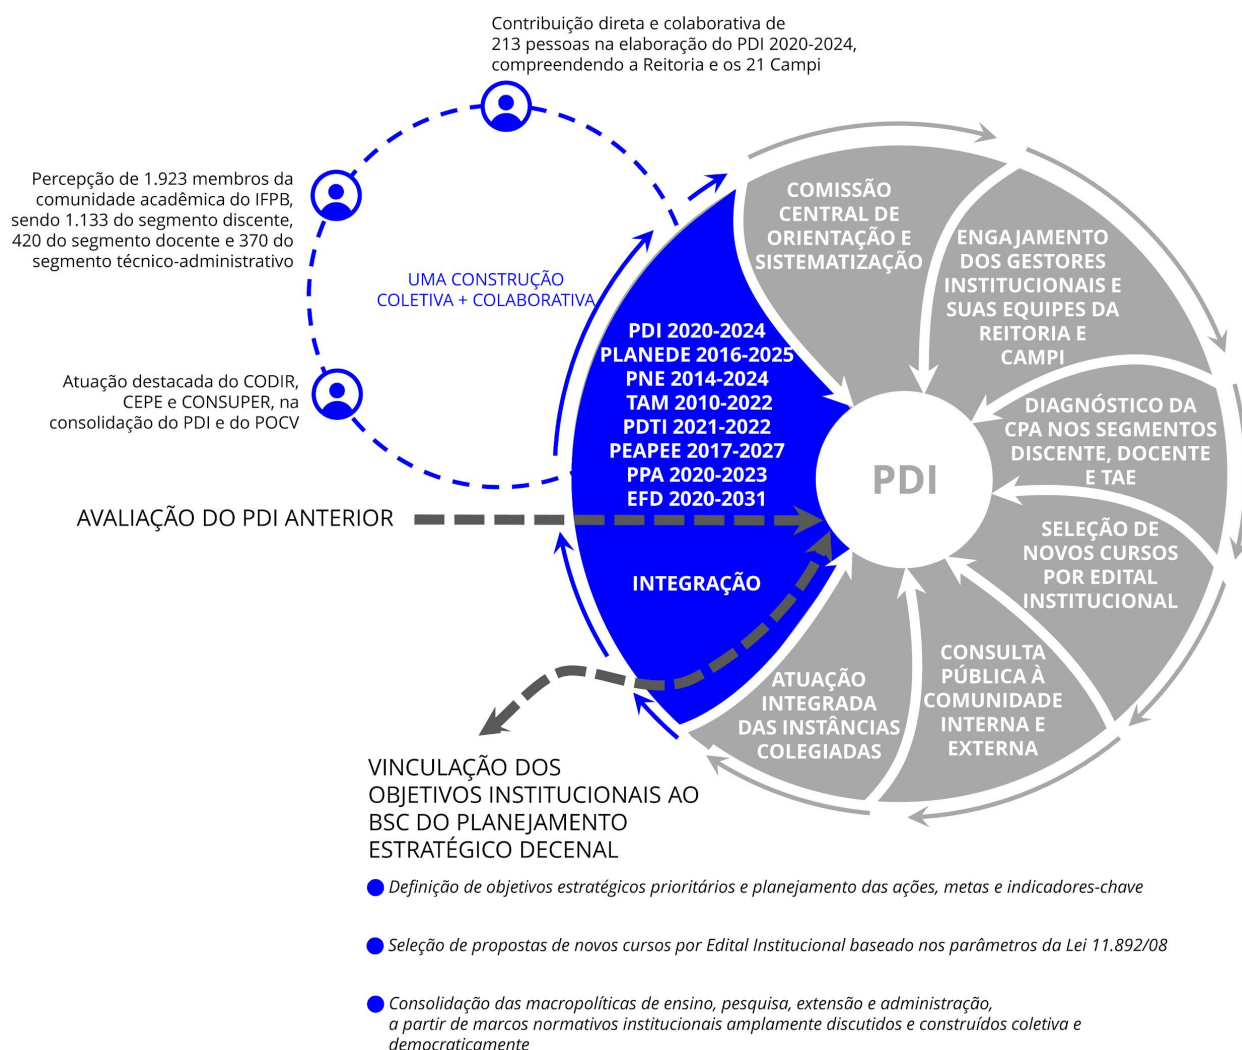 Contribuição direta e colaborativa de
213 pessoas na elaboração do PDI 2020-2024,
compreendendo a Reitoria e os 21 Campi
Percepção de 1.923 membros da
comunidade acadêmica do IFPB,
sendo 1.133 do segmento discente,
420 do segmento docente e 370 do
segmento técnico-administrativo
UMA CONSTRUÇÃO
COLETIVA + COLABORATIVA
Atuação destacada do CODIR,
CEPE e CONSUPER, na
consolidação do PDI e do POCV
COMISSÃO
CENTRAL DE
ORIENTAÇÃO E
SISTEMATIZAÇÃO
ENGAJAMENTO
DOS GESTORES
INSTITUCIONAIS E
SUAS EQUIPES DA
REITORIA E
CAMPI
PDI 2020-2024
PLANEDE 2016-2025
PNE 2014-2024
TAM 2010-2022
PDTI 2021-2022
PEAPEE 2017-2027
PPA 2020-2023
EFD 2020-2031
DIAGNÓSTICO DA
CPA NOS SEGMENTOS
DISCENTE, DOCENTE
E TAE
PDI
AVALIAÇÃO DO PDI ANTERIOR
SELEÇÃO DE
NOVOS CURSOS
POR EDITAL
INSTITUCIONAL
INTEGRAÇÃO
CONSULTA
PÚBLICA À
COMUNIDADE
INTERNA E
EXTERNA
ATUAÇÃO
INTEGRADA
DAS INSTÂNCIAS
COLEGIADAS
VINCULAÇÃO DOS
OBJETIVOS INSTITUCIONAIS AO
BSC DO PLANEJAMENTO
ESTRATÉGICO DECENAL
Definição de objetivos estratégicos prioritários e planejamento das ações, metas e indicadores-chave
Seleção de propostas de novos cursos por Edital Institucional baseado nos parâmetros da Lei 11.892/08
Consolidação das macropolíticas de ensino, pesquisa, extensão e administração,
a partir de marcos normativos institucionais amplamente discutidos e construídos coletiva e
democraticamente